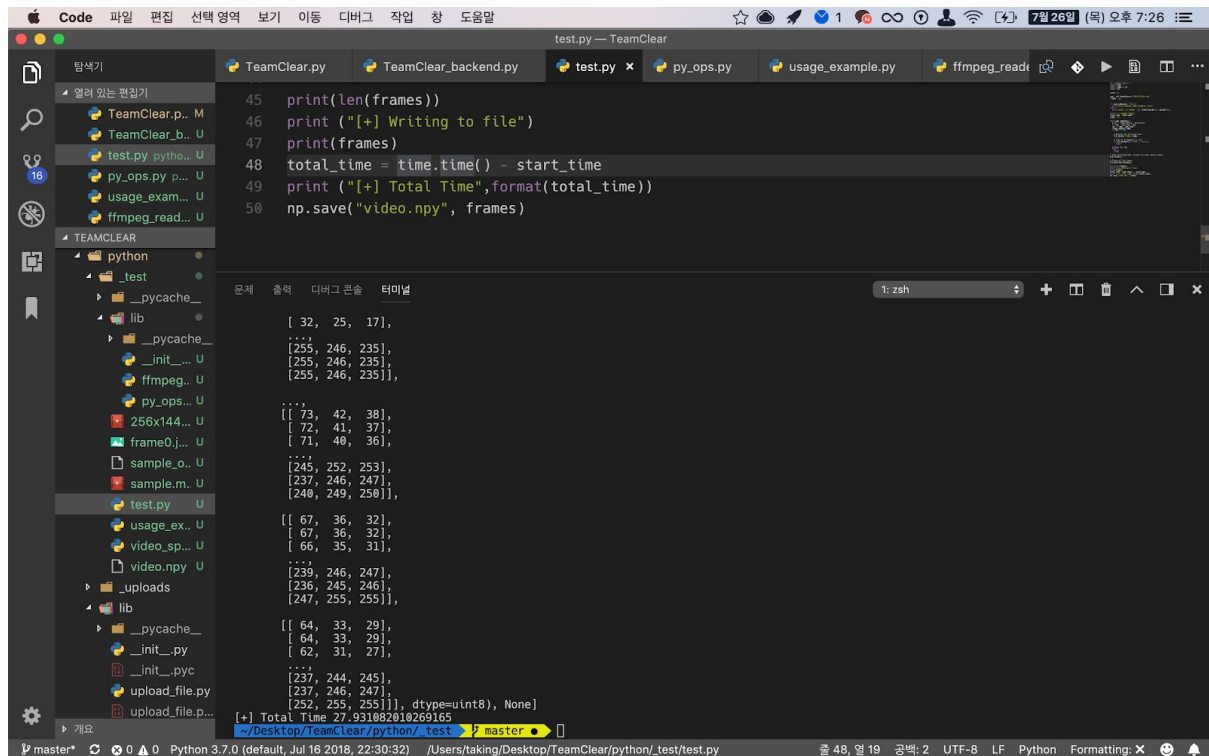 Code 파일 편집 선택 영역 보기 이동 디버그 작업 창 도움말 1 7월 26일 (목) 오후 7:26
test.py — TeamClear
탐색기
TeamClear.py TeamClear_backend.py test.py × py_ops.py usage_example.py ffmpeg_reade
열려 있는 편집기
TeamClear.p.. M
TeamClear_b.. U
test.py pytho.. U
py_ops.py p... U
usage_exam... U
ffmpeg_read... U
16
TEAMCLEAR
python
_test
__pycache__
lib
__pycache__
__init__... U
ffmpeg.. U
py_ops... U
256x144... U
frame0.j... U
sample_o.. U
sample.m.. U
test.py U
usage_ex.. U
video_sp... U
video.npy U
_uploads
lib
__pycache__
__init__.py
__init__.pyc
upload_file.py
upload_file.p...
개요
45 print(len(frames))
46 print ("[+] Writing to file")
47 print(frames)
48 total_time = time.time() - start_time
49 print ("[+] Total Time",format(total_time))
50 np.save("video.npy", frames)
문제 출력 디버그 콘솔 터미널 1: zsh
[ 32, 25, 17],
...,
[255, 246, 235],
[255, 246, 235],
[255, 246, 235]],
...,
[[ 73, 42, 38],
[ 72, 41, 37],
[ 71, 40, 36],
...,
[245, 252, 253],
[237, 246, 247],
[240, 249, 250]],
[[ 67, 36, 32],
[ 67, 36, 32],
[ 66, 35, 31],
...,
[239, 246, 247],
[236, 245, 246],
[247, 255, 255]],
[[ 64, 33, 29],
[ 64, 33, 29],
[ 62, 31, 27],
...,
[237, 244, 245],
[237, 246, 247],
[252, 255, 255]]], dtype=uint8), None]
[+] Total Time 27.931082010269165
~/Desktop/TeamClear/python/_test master ●
master* 0 0 Python 3.7.0 (default, Jul 16 2018, 22:30:32) /Users/taking/Desktop/TeamClear/python/_test/test.py 줄 48, 열 19 공백: 2 UTF-8 LF Python Formatting: ×